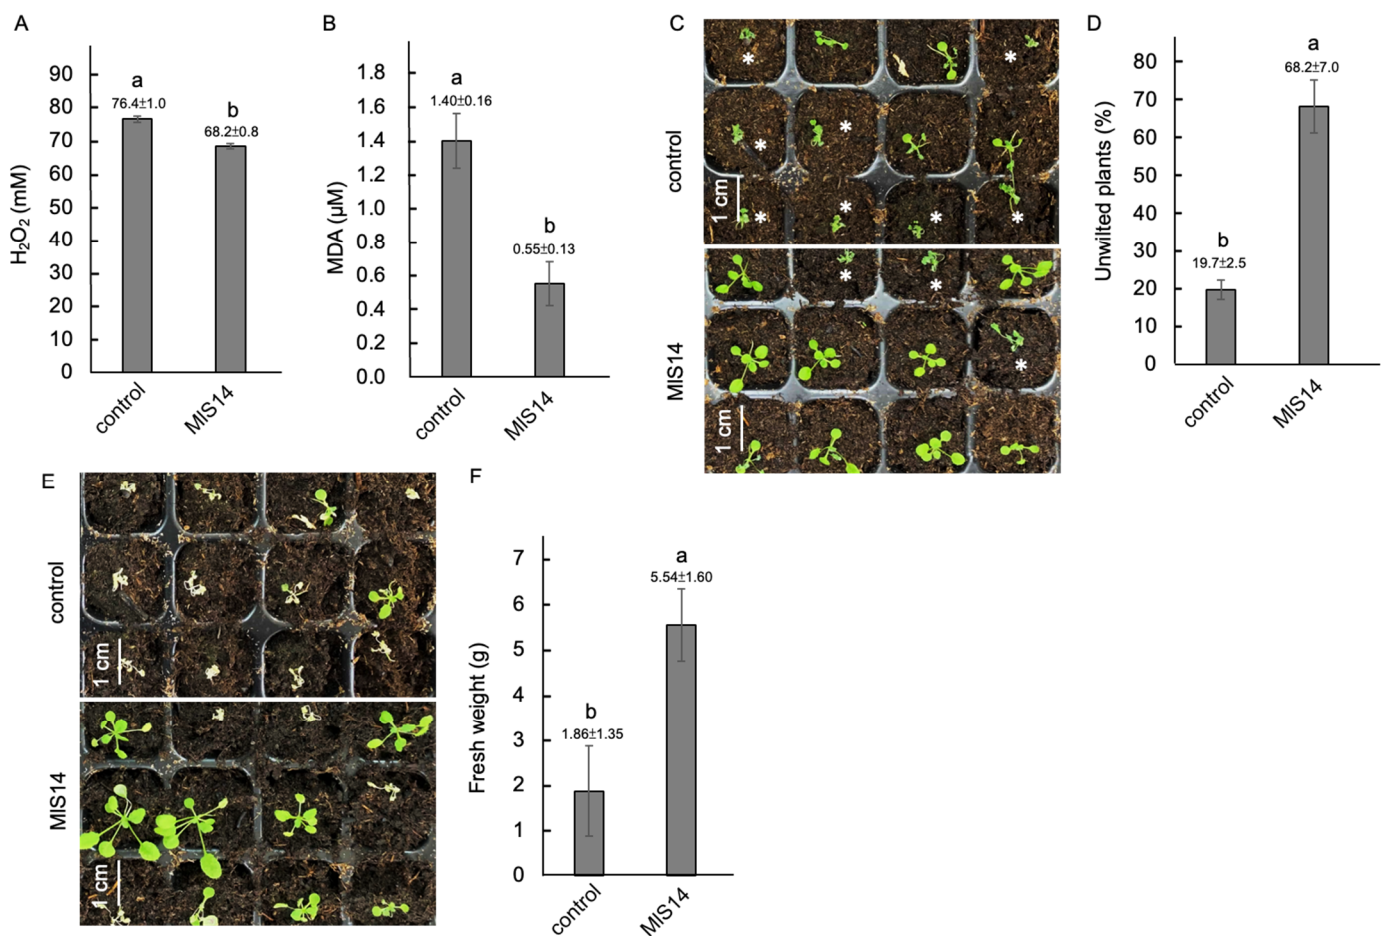 A
H₂O₂ (mM)
90
80
70
60
50
40
30
20
10
0
a
76.4±1.0
b
68.2±0.8
control
MIS14
B
MDA (µM)
1.8
1.6
1.4
1.2
1.0
0.8
0.6
0.4
0.2
0.0
a
1.40±0.16
b
0.55±0.13
control
MIS14
C
control
1 cm
* * * * * * * *
MIS14
1 cm
* * *
D
Unwilted plants (%)
80
70
60
50
40
30
20
10
0
b
19.7±2.5
a
68.2±7.0
control
MIS14
E
control
1 cm
MIS14
1 cm
F
Fresh weight (g)
7
6
5
4
3
2
1
0
b
1.86±1.35
a
5.54±1.60
control
MIS14